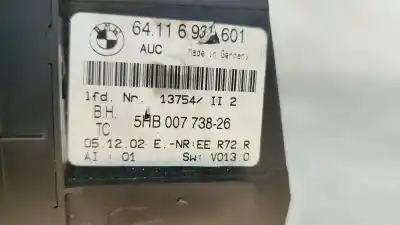 BMW
64.11 6 931 601
AUC Made in Germany
lfd. Nr. 13754/ II 2
B.H.
TC 5HB 007 738-26
05.12.02 E.-NR:EE R72.R
AI : 01 SW: V013.0